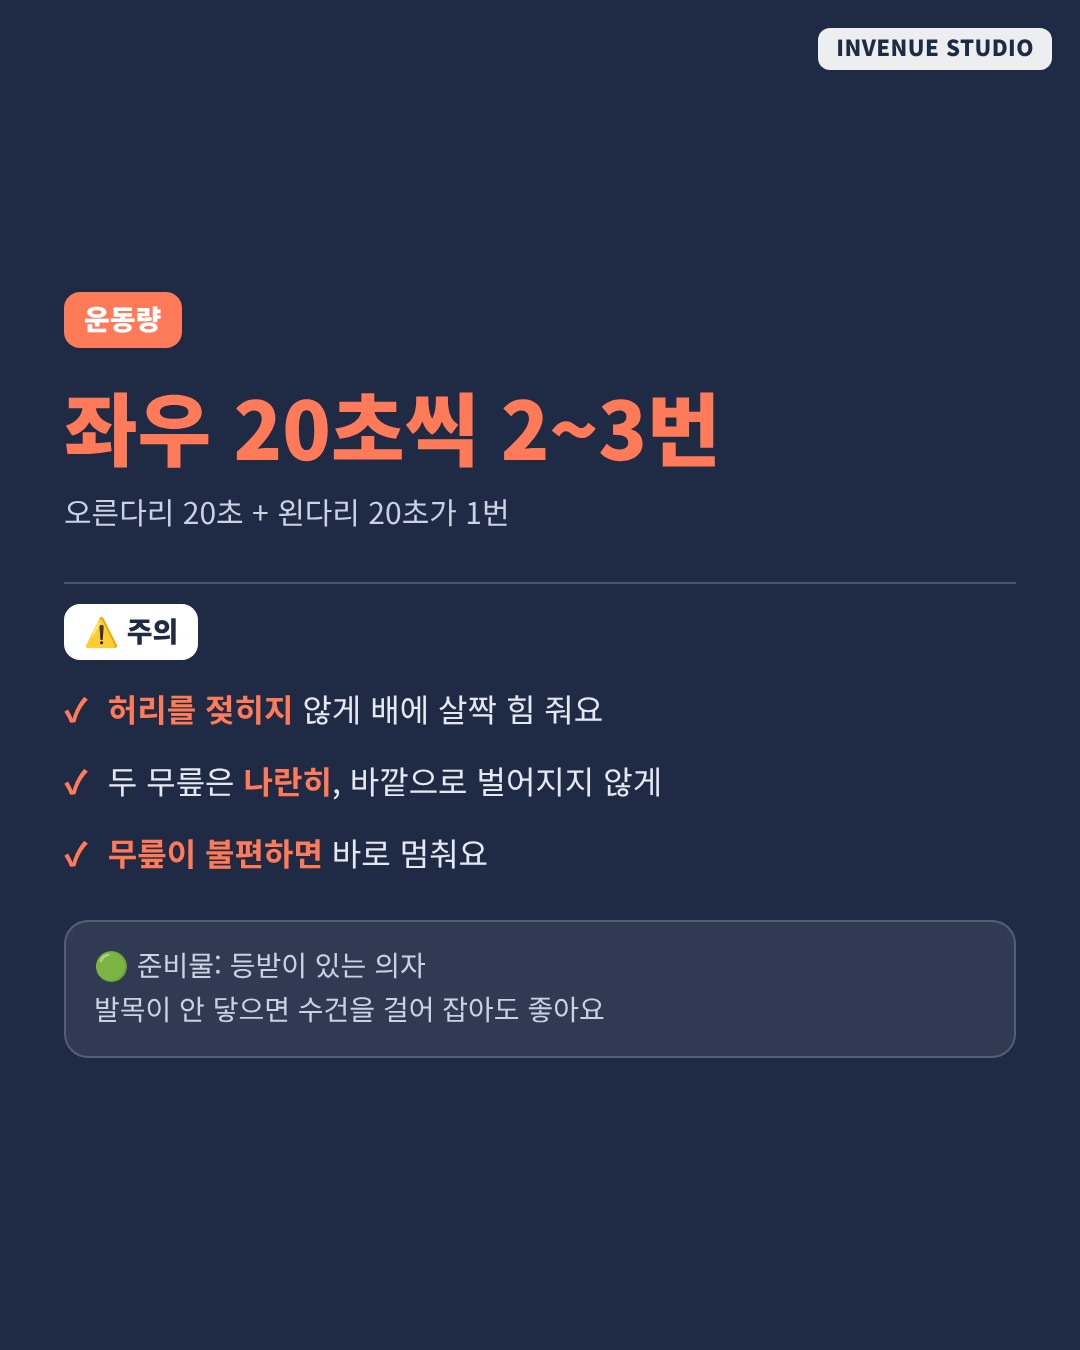 INVENUE STUDIO
운동량
좌우 20초씩 2~3번
오른다리 20초 + 왼다리 20초가 1번
⚠️ 주의
✓ 허리를 젖히지 않게 배에 살짝 힘 줘요
✓ 두 무릎은 나란히, 바깥으로 벌어지지 않게
✓ 무릎이 불편하면 바로 멈춰요
🟢 준비물: 등받이 있는 의자
발목이 안 닿으면 수건을 걸어 잡아도 좋아요